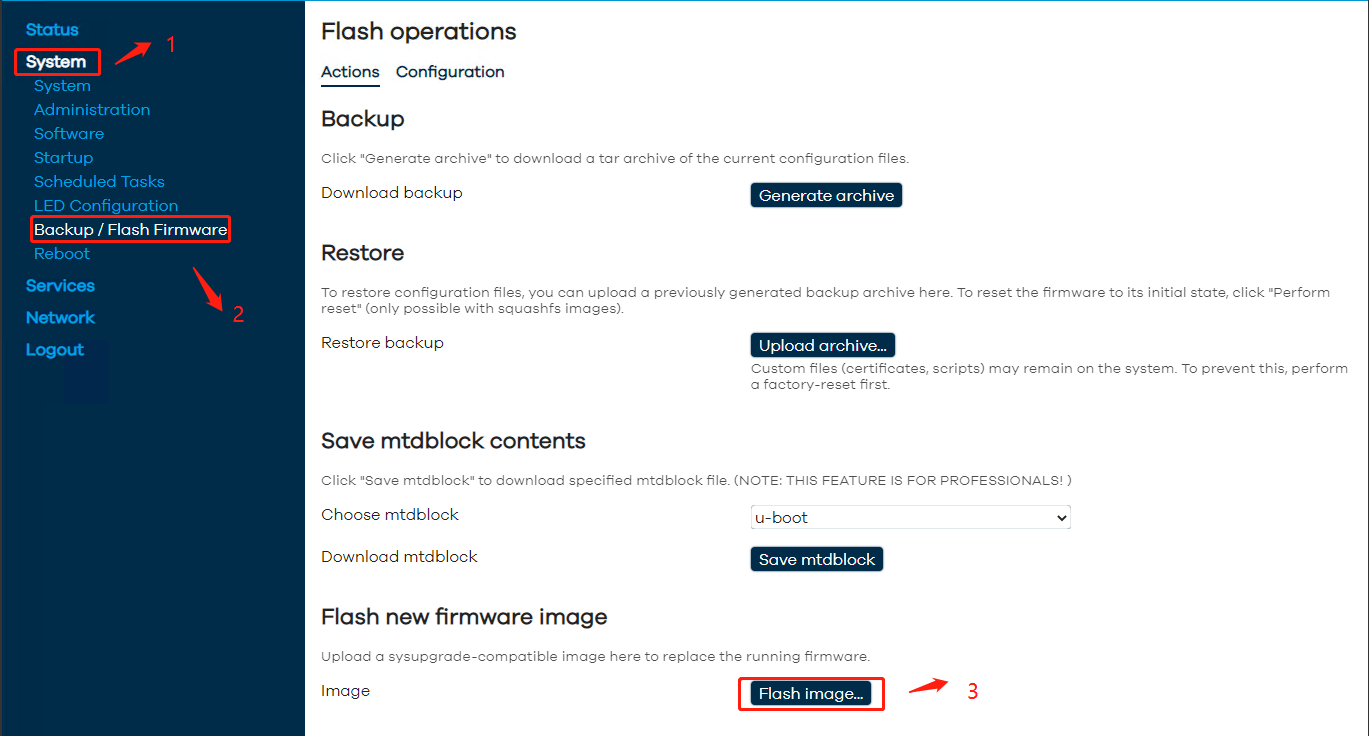 Status
1
System
System
Administration
Software
Startup
Scheduled Tasks
LED Configuration
Backup / Flash Firmware
Reboot
2
Services
Network
Logout
Flash operations
Actions Configuration
Backup
Click "Generate archive" to download a tar archive of the current configuration files.
Download backup Generate archive
Restore
To restore configuration files, you can upload a previously generated backup archive here. To reset the firmware to its initial state, click "Perform
reset" (only possible with squashfs images).
Restore backup Upload archive...
Custom files (certificates, scripts) may remain on the system. To prevent this, perform
a factory-reset first.
Save mtdblock contents
Click "Save mtdblock" to download specified mtdblock file. (NOTE: THIS FEATURE IS FOR PROFESSIONALS! )
Choose mtdblock u-boot
Download mtdblock Save mtdblock
Flash new firmware image
Upload a sysupgrade-compatible image here to replace the running firmware.
Image Flash image... 3